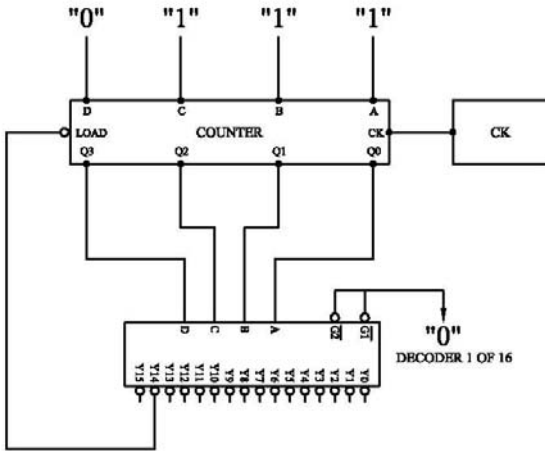 "0" "1" "1" "1"
D C B A
LOAD COUNTER CK CK
Q3 Q2 Q1 Q0
D C B A G2 G1
"0"
DECODER 1 OF 16
Y15 Y14 Y13 Y12 Y11 Y10 Y9 Y8 Y7 Y6 Y5 Y4 Y3 Y2 Y1 Y0